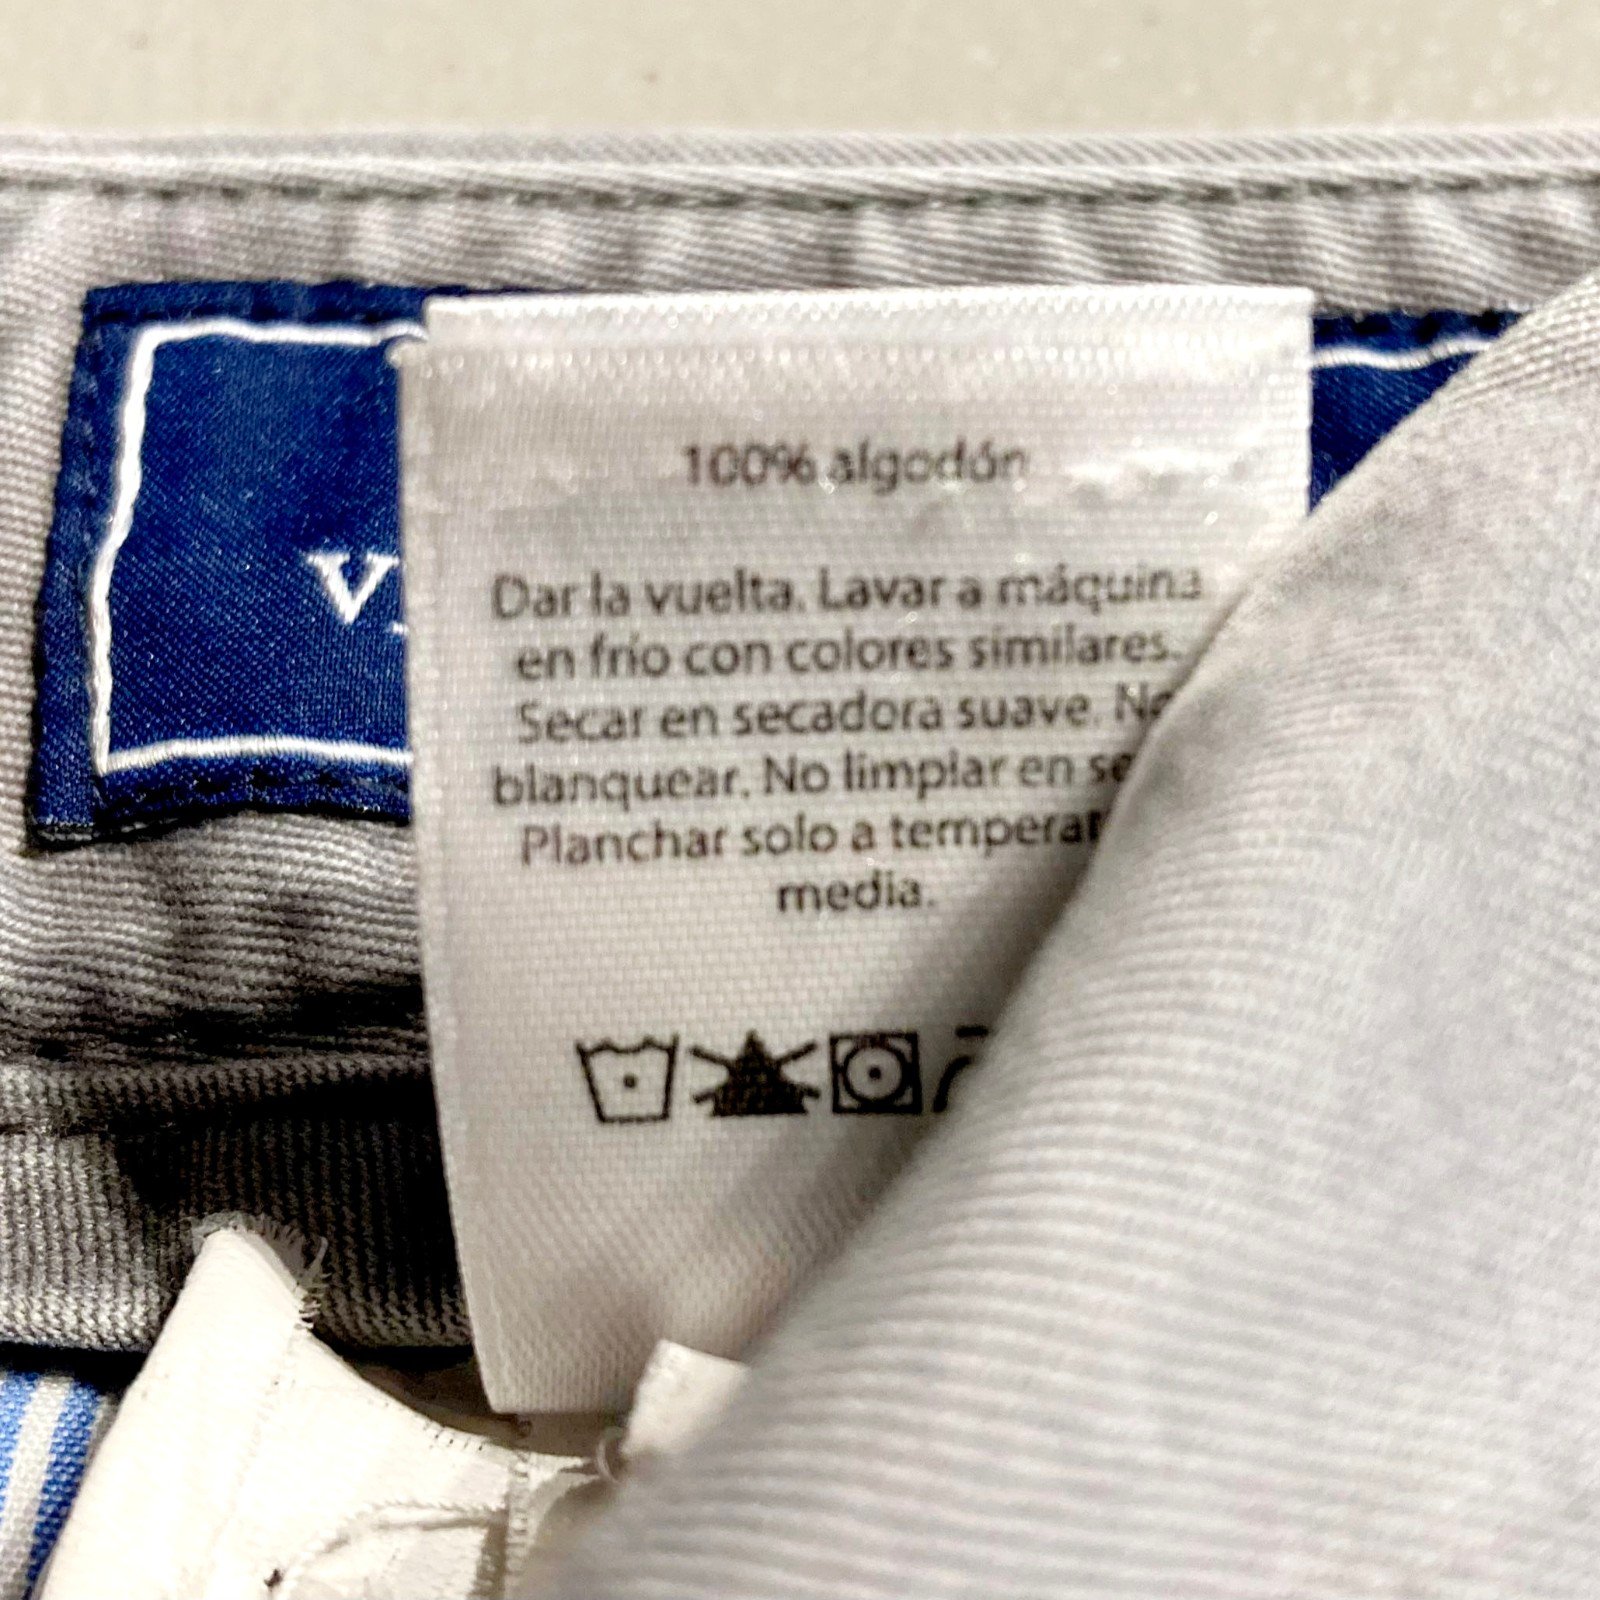 100% algodón
Dar la vuelta. Lavar a máquina
en frío con colores similares.
Secar en secadora suave. No
blanquear. No limpiar en
Planchar solo a
media.